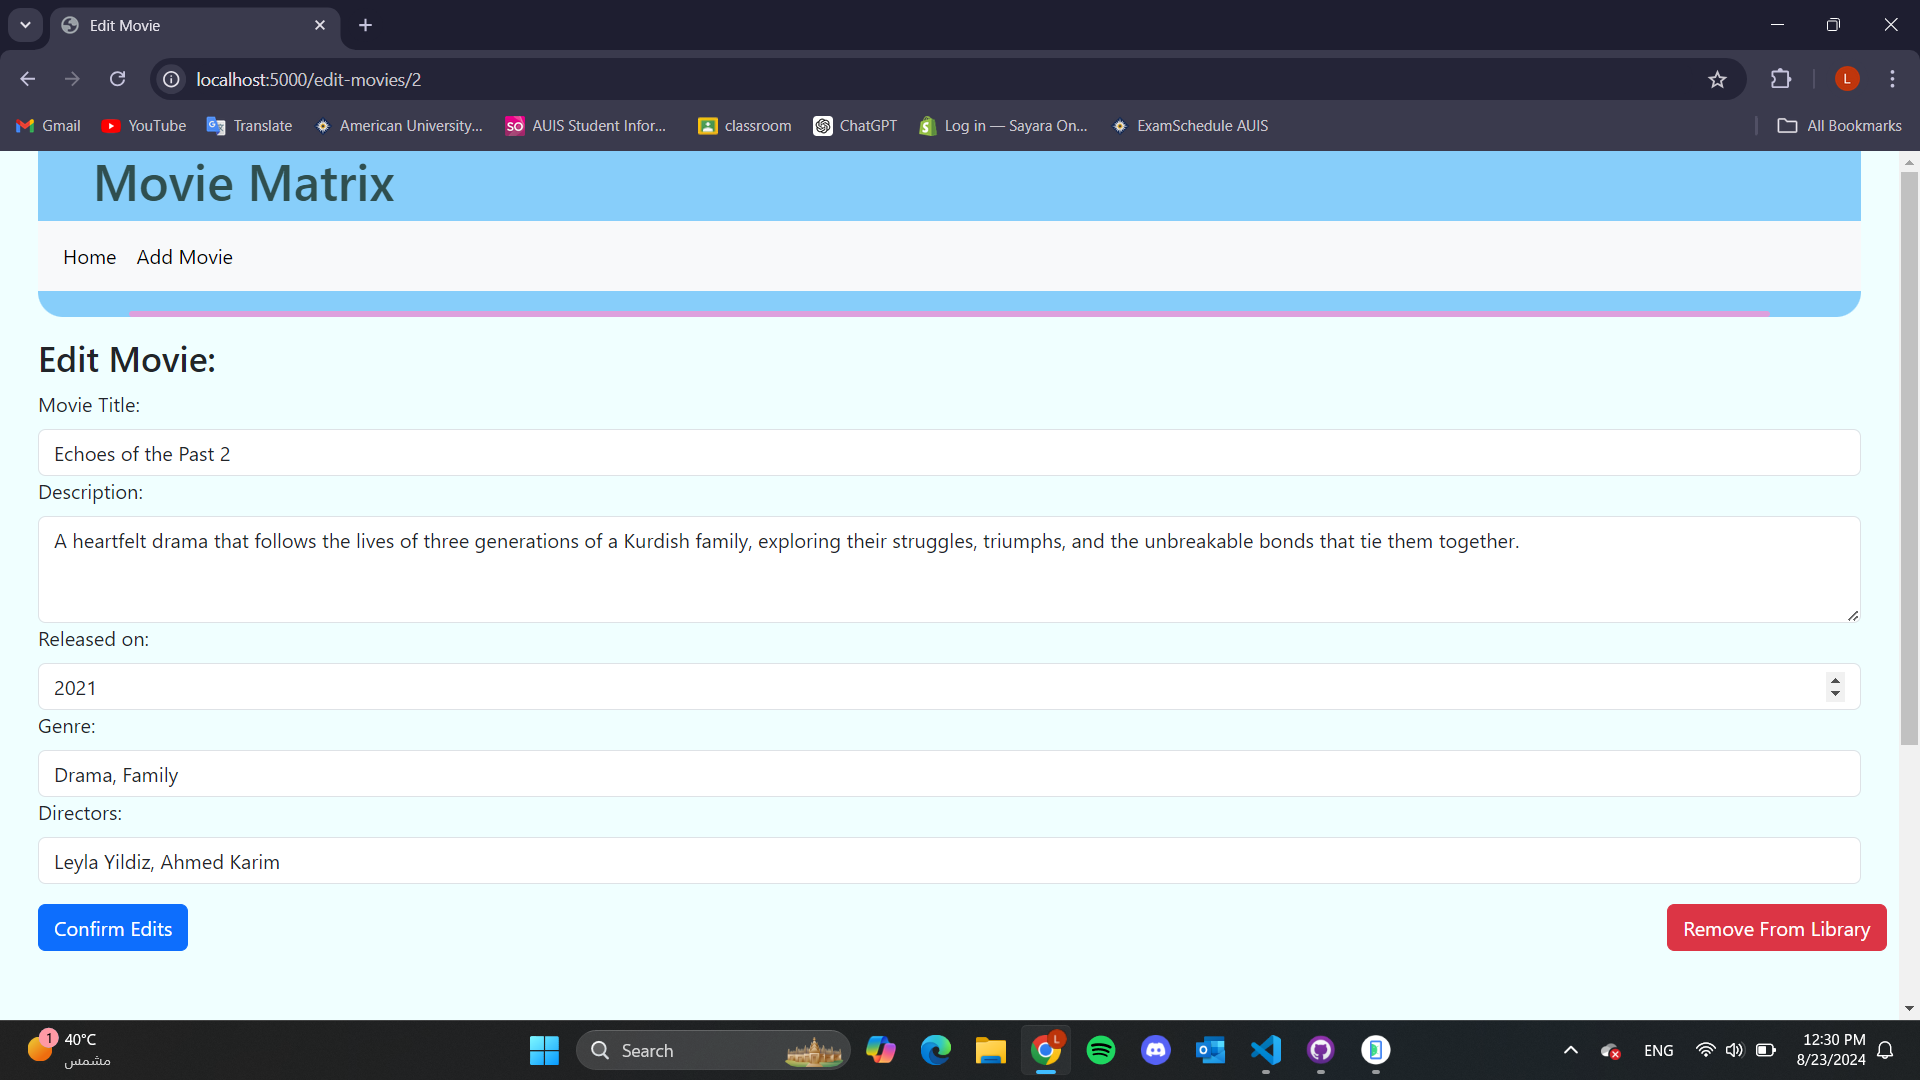 Edit Movie
localhost:5000/edit-movies/2
L
Gmail
YouTube
Translate
American University...
SO
AUIS Student Infor...
classroom
ChatGPT
Log in — Sayara On...
ExamSchedule AUIS
All Bookmarks
Movie Matrix
Home
Add Movie
Edit Movie:
Movie Title:
Echoes of the Past 2
Description:
A heartfelt drama that follows the lives of three generations of a Kurdish family, exploring their struggles, triumphs, and the unbreakable bonds that tie them together.
Released on:
2021
Genre:
Drama, Family
Directors:
Leyla Yildiz, Ahmed Karim
Confirm Edits
Remove From Library
1
40°C
مشمس
Search
L
ENG
12:30 PM
8/23/2024